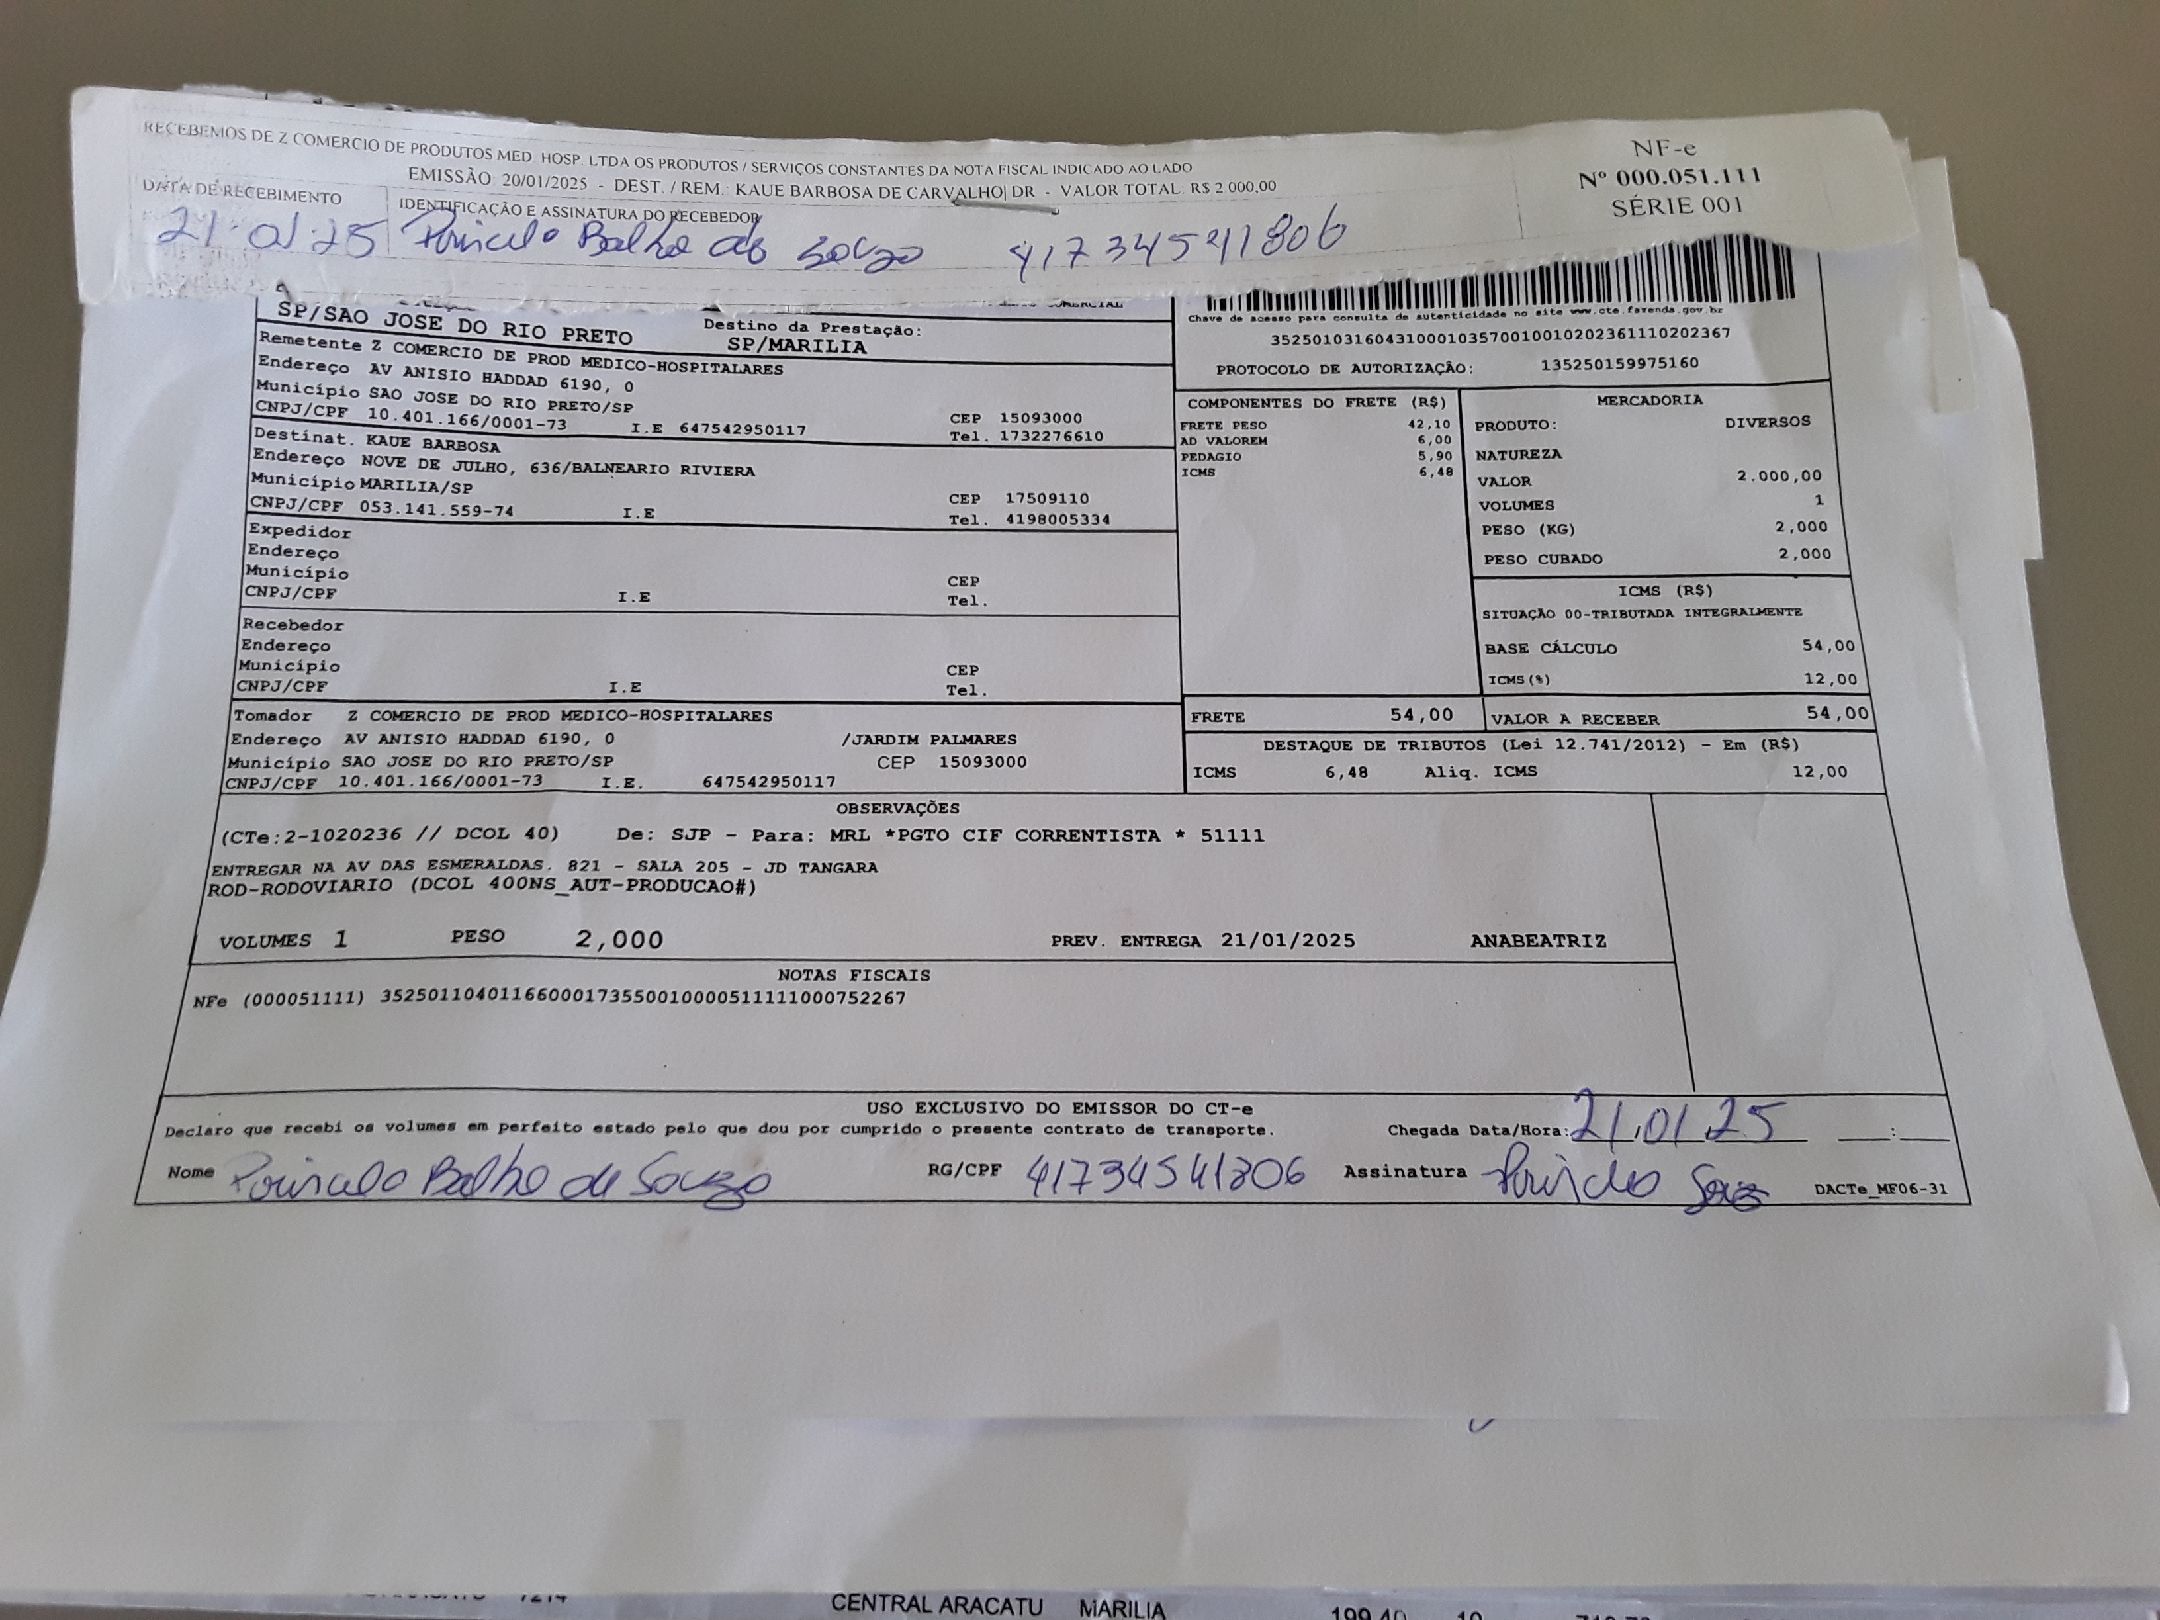 RECEBEMOS DE Z COMERCIO DE PRODUTOS MED. HOSP. LTDA OS PRODUTOS / SERVIÇOS CONSTANTES DA NOTA FISCAL INDICADO AO LADO
EMISSÃO: 20/01/2025 - DEST. / REM.: KAUE BARBOSA DE CARVALHO| DR - VALOR TOTAL: R$ 2.000,00
NF-e
Nº 000.051.111
SÉRIE 001
DATA DE RECEBIMENTO IDENTIFICAÇÃO E ASSINATURA DO RECEBEDOR
21.01.25 de Souza 41734541806
SP/SAO JOSE DO RIO PRETO
Destino da Prestação:
SP/MARILIA
Remetente Z COMERCIO DE PROD MEDICO-HOSPITALARES
Endereço AV ANISIO HADDAD 6190, 0
Município SAO JOSE DO RIO PRETO/SP CEP 15093000
CNPJ/CPF 10.401.166/0001-73 I.E 647542950117 Tel. 1732276610
Destinat. KAUE BARBOSA
Endereço NOVE DE JULHO, 636/BALNEARIO RIVIERA
Município MARILIA/SP CEP 17509110
CNPJ/CPF 053.141.559-74 I.E Tel. 4198005334
Expedidor
Endereço
Município CEP
CNPJ/CPF I.E Tel.
Recebedor
Endereço
Município CEP
CNPJ/CPF I.E Tel.
Tomador Z COMERCIO DE PROD MEDICO-HOSPITALARES
Endereço AV ANISIO HADDAD 6190, 0 /JARDIM PALMARES
Município SAO JOSE DO RIO PRETO/SP CEP 15093000
CNPJ/CPF 10.401.166/0001-73 I.E. 647542950117
Chave de acesso para consulta de autenticidade no site www.cte.fazenda.gov.br
35250103160431000103570010010202361110202367
PROTOCOLO DE AUTORIZAÇÃO: 135250159975160
COMPONENTES DO FRETE (R$)
FRETE PESO 42,10
AD VALOREM 6,00
PEDAGIO 5,90
ICMS 6,48
MERCADORIA
PRODUTO: DIVERSOS
NATUREZA
VALOR 2.000,00
VOLUMES 1
PESO (KG) 2,000
PESO CUBADO 2,000
ICMS (R$)
SITUAÇÃO 00-TRIBUTADA INTEGRALMENTE
BASE CÁLCULO 54,00
ICMS(%) 12,00
FRETE 54,00 VALOR A RECEBER 54,00
DESTAQUE DE TRIBUTOS (Lei 12.741/2012) - Em (R$)
ICMS 6,48 Aliq. ICMS 12,00
OBSERVAÇÕES
(CTe:2-1020236 // DCOL 40) De: SJP - Para: MRL *PGTO CIF CORRENTISTA * 51111
ENTREGAR NA AV DAS ESMERALDAS. 821 - SALA 205 - JD TANGARA
ROD-RODOVIARIO (DCOL 400NS_AUT-PRODUCAO#)
VOLUMES 1 PESO 2,000 PREV. ENTREGA 21/01/2025 ANABEATRIZ
NOTAS FISCAIS
NFe (000051111) 35250110401166000173550010000511111000752267
USO EXCLUSIVO DO EMISSOR DO CT-e
Declaro que recebi os volumes em perfeito estado pelo que dou por cumprido o presente contrato de transporte. Chegada Data/Hora: 21/01/25 ___:___
Nome de Souza RG/CPF 41734541806 Assinatura DACTe_MF06-31
CENTRAL ARACATU MARILIA